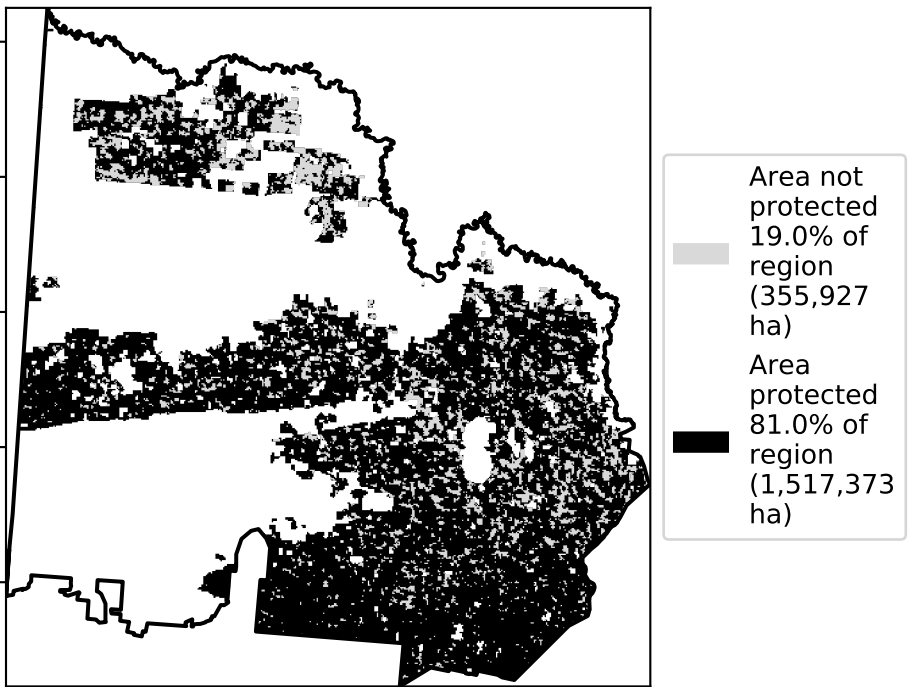 Area not
protected
19.0% of
region
(355,927
ha)
Area
protected
81.0% of
region
(1,517,373
ha)